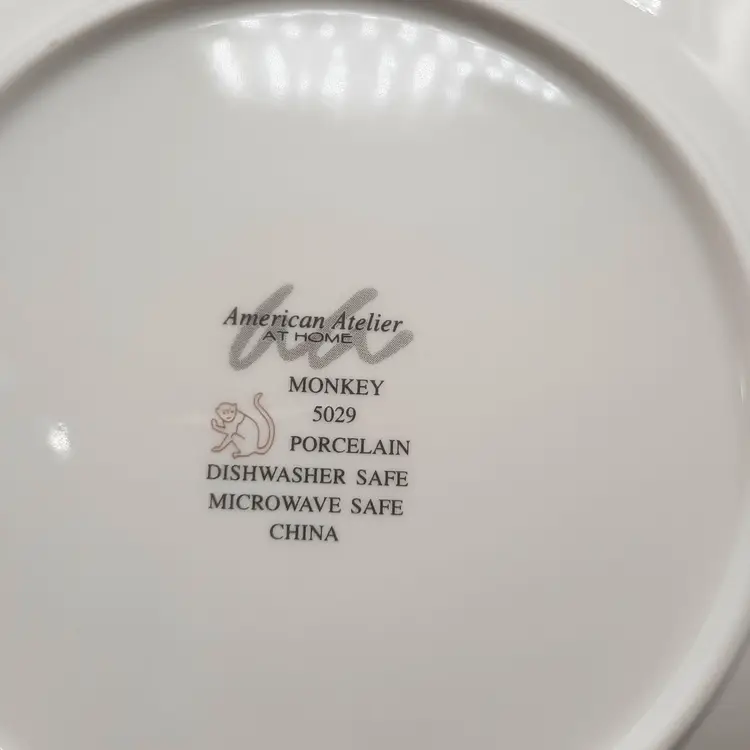 American Atelier
AT HOME
MONKEY
5029
PORCELAIN
DISHWASHER SAFE
MICROWAVE SAFE
CHINA